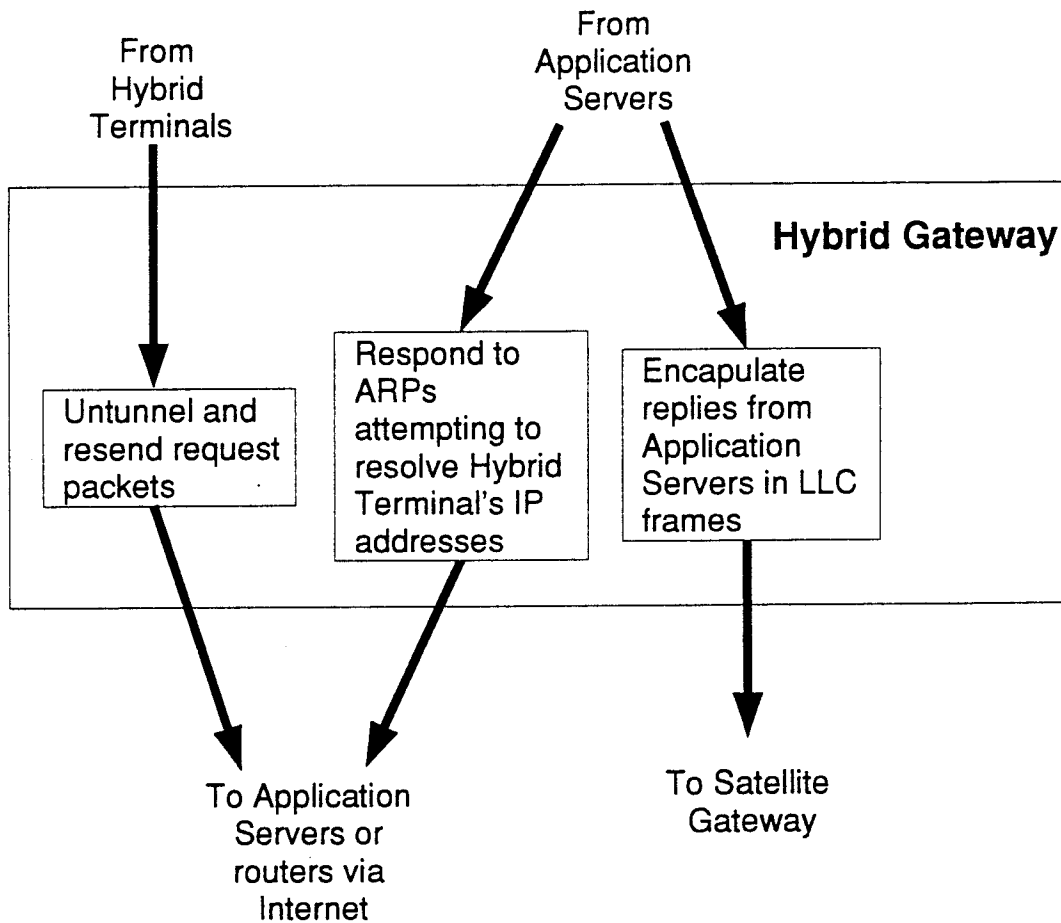 From
Hybrid
Terminals
From
Application
Servers
Hybrid Gateway
Untunnel and
resend request
packets
Respond to
ARPs
attempting to
resolve Hybrid
Terminal's IP
addresses
Encapulate
replies from
Application
Servers in LLC
frames
To Application
Servers or
routers via
Internet
To Satellite
Gateway